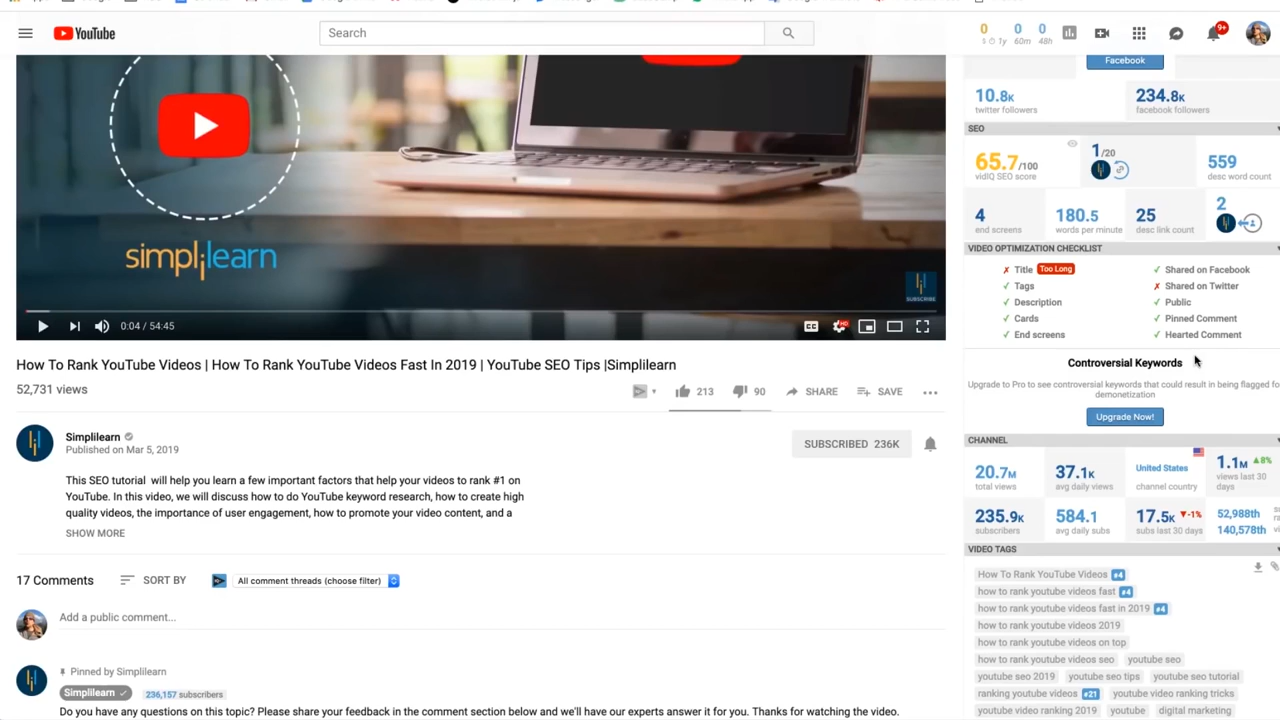 YouTube
Search
0
0
0
1y
60m
48h
9+
Facebook
10.8K
twitter followers
234.8K
facebook followers
SEO
65.7/100
vidIQ SEO score
1/20
559
desc word count
4
end screens
180.5
words per minute
25
desc link count
2
simplilearn
SUBSCRIBE
0:04 / 54:45
CC
HD
VIDEO OPTIMIZATION CHECKLIST
✗ Title Too Long
✓ Tags
✓ Description
✓ Cards
✓ End screens
✓ Shared on Facebook
✗ Shared on Twitter
✓ Public
✓ Pinned Comment
✓ Hearted Comment
Controversial Keywords
Upgrade to Pro to see controversial keywords that could result in being flagged for
demonetization
Upgrade Now!
How To Rank YouTube Videos | How To Rank YouTube Videos Fast In 2019 | YouTube SEO Tips |Simplilearn
52,731 views
213
90
SHARE
SAVE
Simplilearn
Published on Mar 5, 2019
SUBSCRIBED 236K
This SEO tutorial will help you learn a few important factors that help your videos to rank #1 on
YouTube. In this video, we will discuss how to do YouTube keyword research, how to create high
quality videos, the importance of user engagement, how to promote your video content, and a
SHOW MORE
CHANNEL
20.7M
total views
37.1K
avg daily views
United States
channel country
1.1M ▲8%
views last 30
days
235.9K
subscribers
584.1
avg daily subs
17.5K ▼-1%
subs last 30 days
52,988th
140,578th
VIDEO TAGS
How To Rank YouTube Videos #4
how to rank youtube videos fast #4
how to rank youtube videos fast in 2019 #4
how to rank youtube videos 2019
how to rank youtube videos on top
how to rank youtube videos seo youtube seo
youtube seo 2019 youtube seo tips youtube seo tutorial
ranking youtube videos #21 youtube video ranking tricks
youtube video ranking 2019 youtube digital marketing
17 Comments
SORT BY
All comment threads (choose filter)
Add a public comment...
Pinned by Simplilearn
Simplilearn ✓ 236,157 subscribers
Do you have any questions on this topic? Please share your feedback in the comment section below and we'll have our experts answer it for you. Thanks for watching the video.